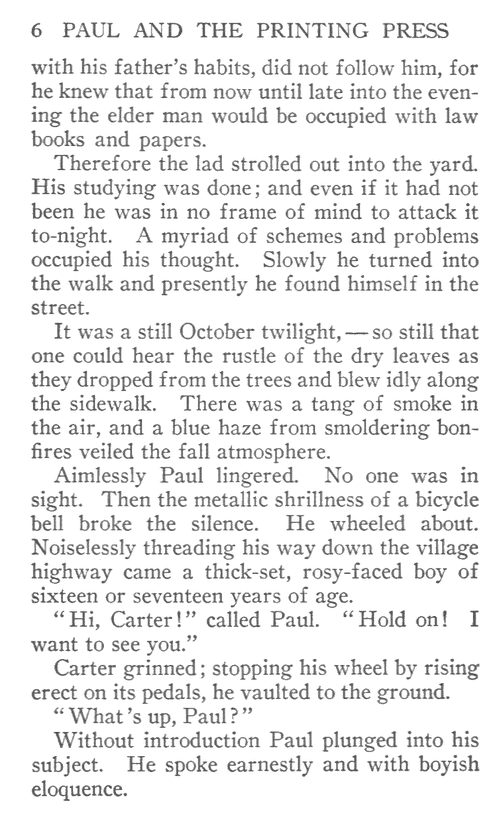 6 PAUL AND THE PRINTING PRESS
with his father's habits, did not follow him, for
he knew that from now until late into the even-
ing the elder man would be occupied with law
books and papers.
Therefore the lad strolled out into the yard.
His studying was done; and even if it had not
been he was in no frame of mind to attack it
to-night. A myriad of schemes and problems
occupied his thought. Slowly he turned into
the walk and presently he found himself in the
street.
It was a still October twilight,—so still that
one could hear the rustle of the dry leaves as
they dropped from the trees and blew idly along
the sidewalk. There was a tang of smoke in
the air, and a blue haze from smoldering bon-
fires veiled the fall atmosphere.
Aimlessly Paul lingered. No one was in
sight. Then the metallic shrillness of a bicycle
bell broke the silence. He wheeled about.
Noiselessly threading his way down the village
highway came a thick-set, rosy-faced boy of
sixteen or seventeen years of age.
"Hi, Carter!" called Paul. "Hold on! I
want to see you."
Carter grinned; stopping his wheel by rising
erect on its pedals, he vaulted to the ground.
"What's up, Paul?"
Without introduction Paul plunged into his
subject. He spoke earnestly and with boyish
eloquence.